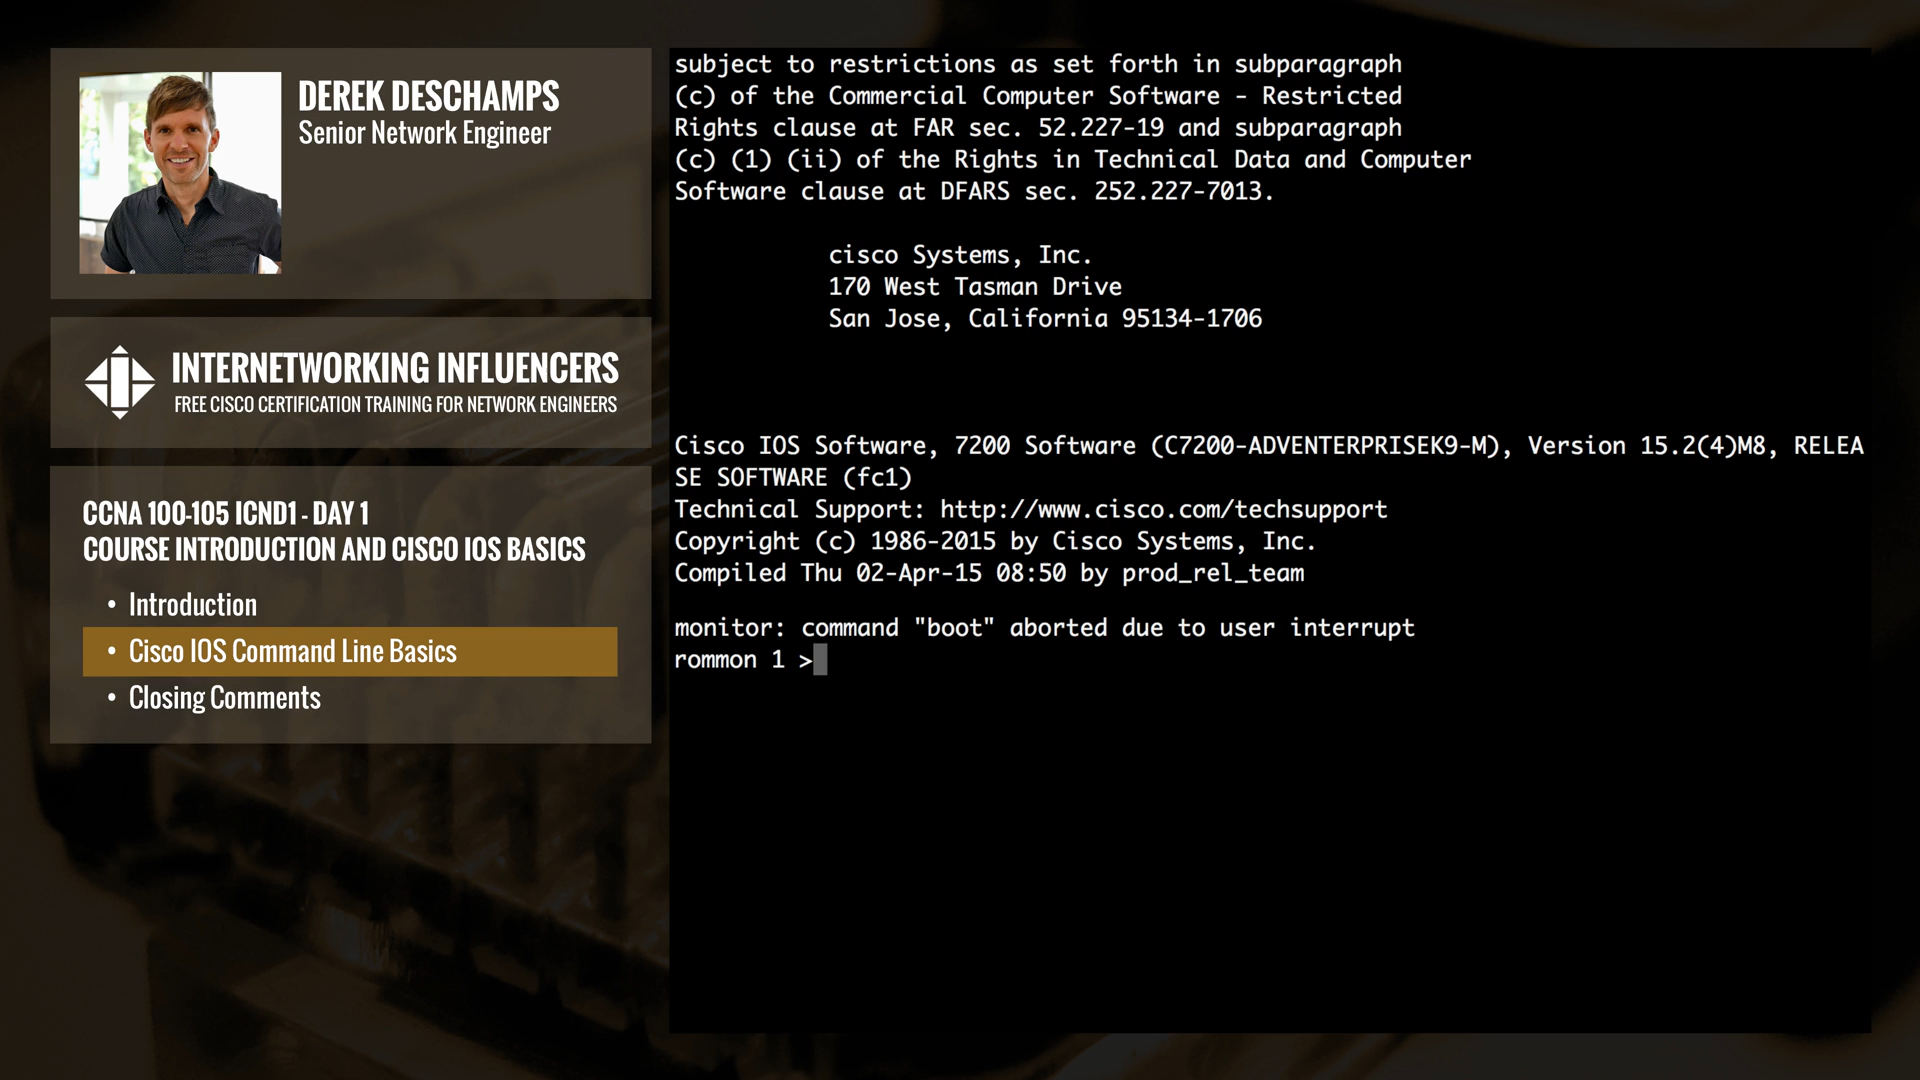 DEREK DESCHAMPS
Senior Network Engineer
INTERNETWORKING INFLUENCERS
FREE CISCO CERTIFICATION TRAINING FOR NETWORK ENGINEERS
CCNA 100-105 ICND1 - DAY 1
COURSE INTRODUCTION AND CISCO IOS BASICS
• Introduction
• Cisco IOS Command Line Basics
• Closing Comments
subject to restrictions as set forth in subparagraph
(c) of the Commercial Computer Software - Restricted
Rights clause at FAR sec. 52.227-19 and subparagraph
(c) (1) (ii) of the Rights in Technical Data and Computer
Software clause at DFARS sec. 252.227-7013.
cisco Systems, Inc.
170 West Tasman Drive
San Jose, California 95134-1706
Cisco IOS Software, 7200 Software (C7200-ADVENTERPRISEK9-M), Version 15.2(4)M8, RELEA
SE SOFTWARE (fc1)
Technical Support: http://www.cisco.com/techsupport
Copyright (c) 1986-2015 by Cisco Systems, Inc.
Compiled Thu 02-Apr-15 08:50 by prod_rel_team
monitor: command "boot" aborted due to user interrupt
rommon 1 >